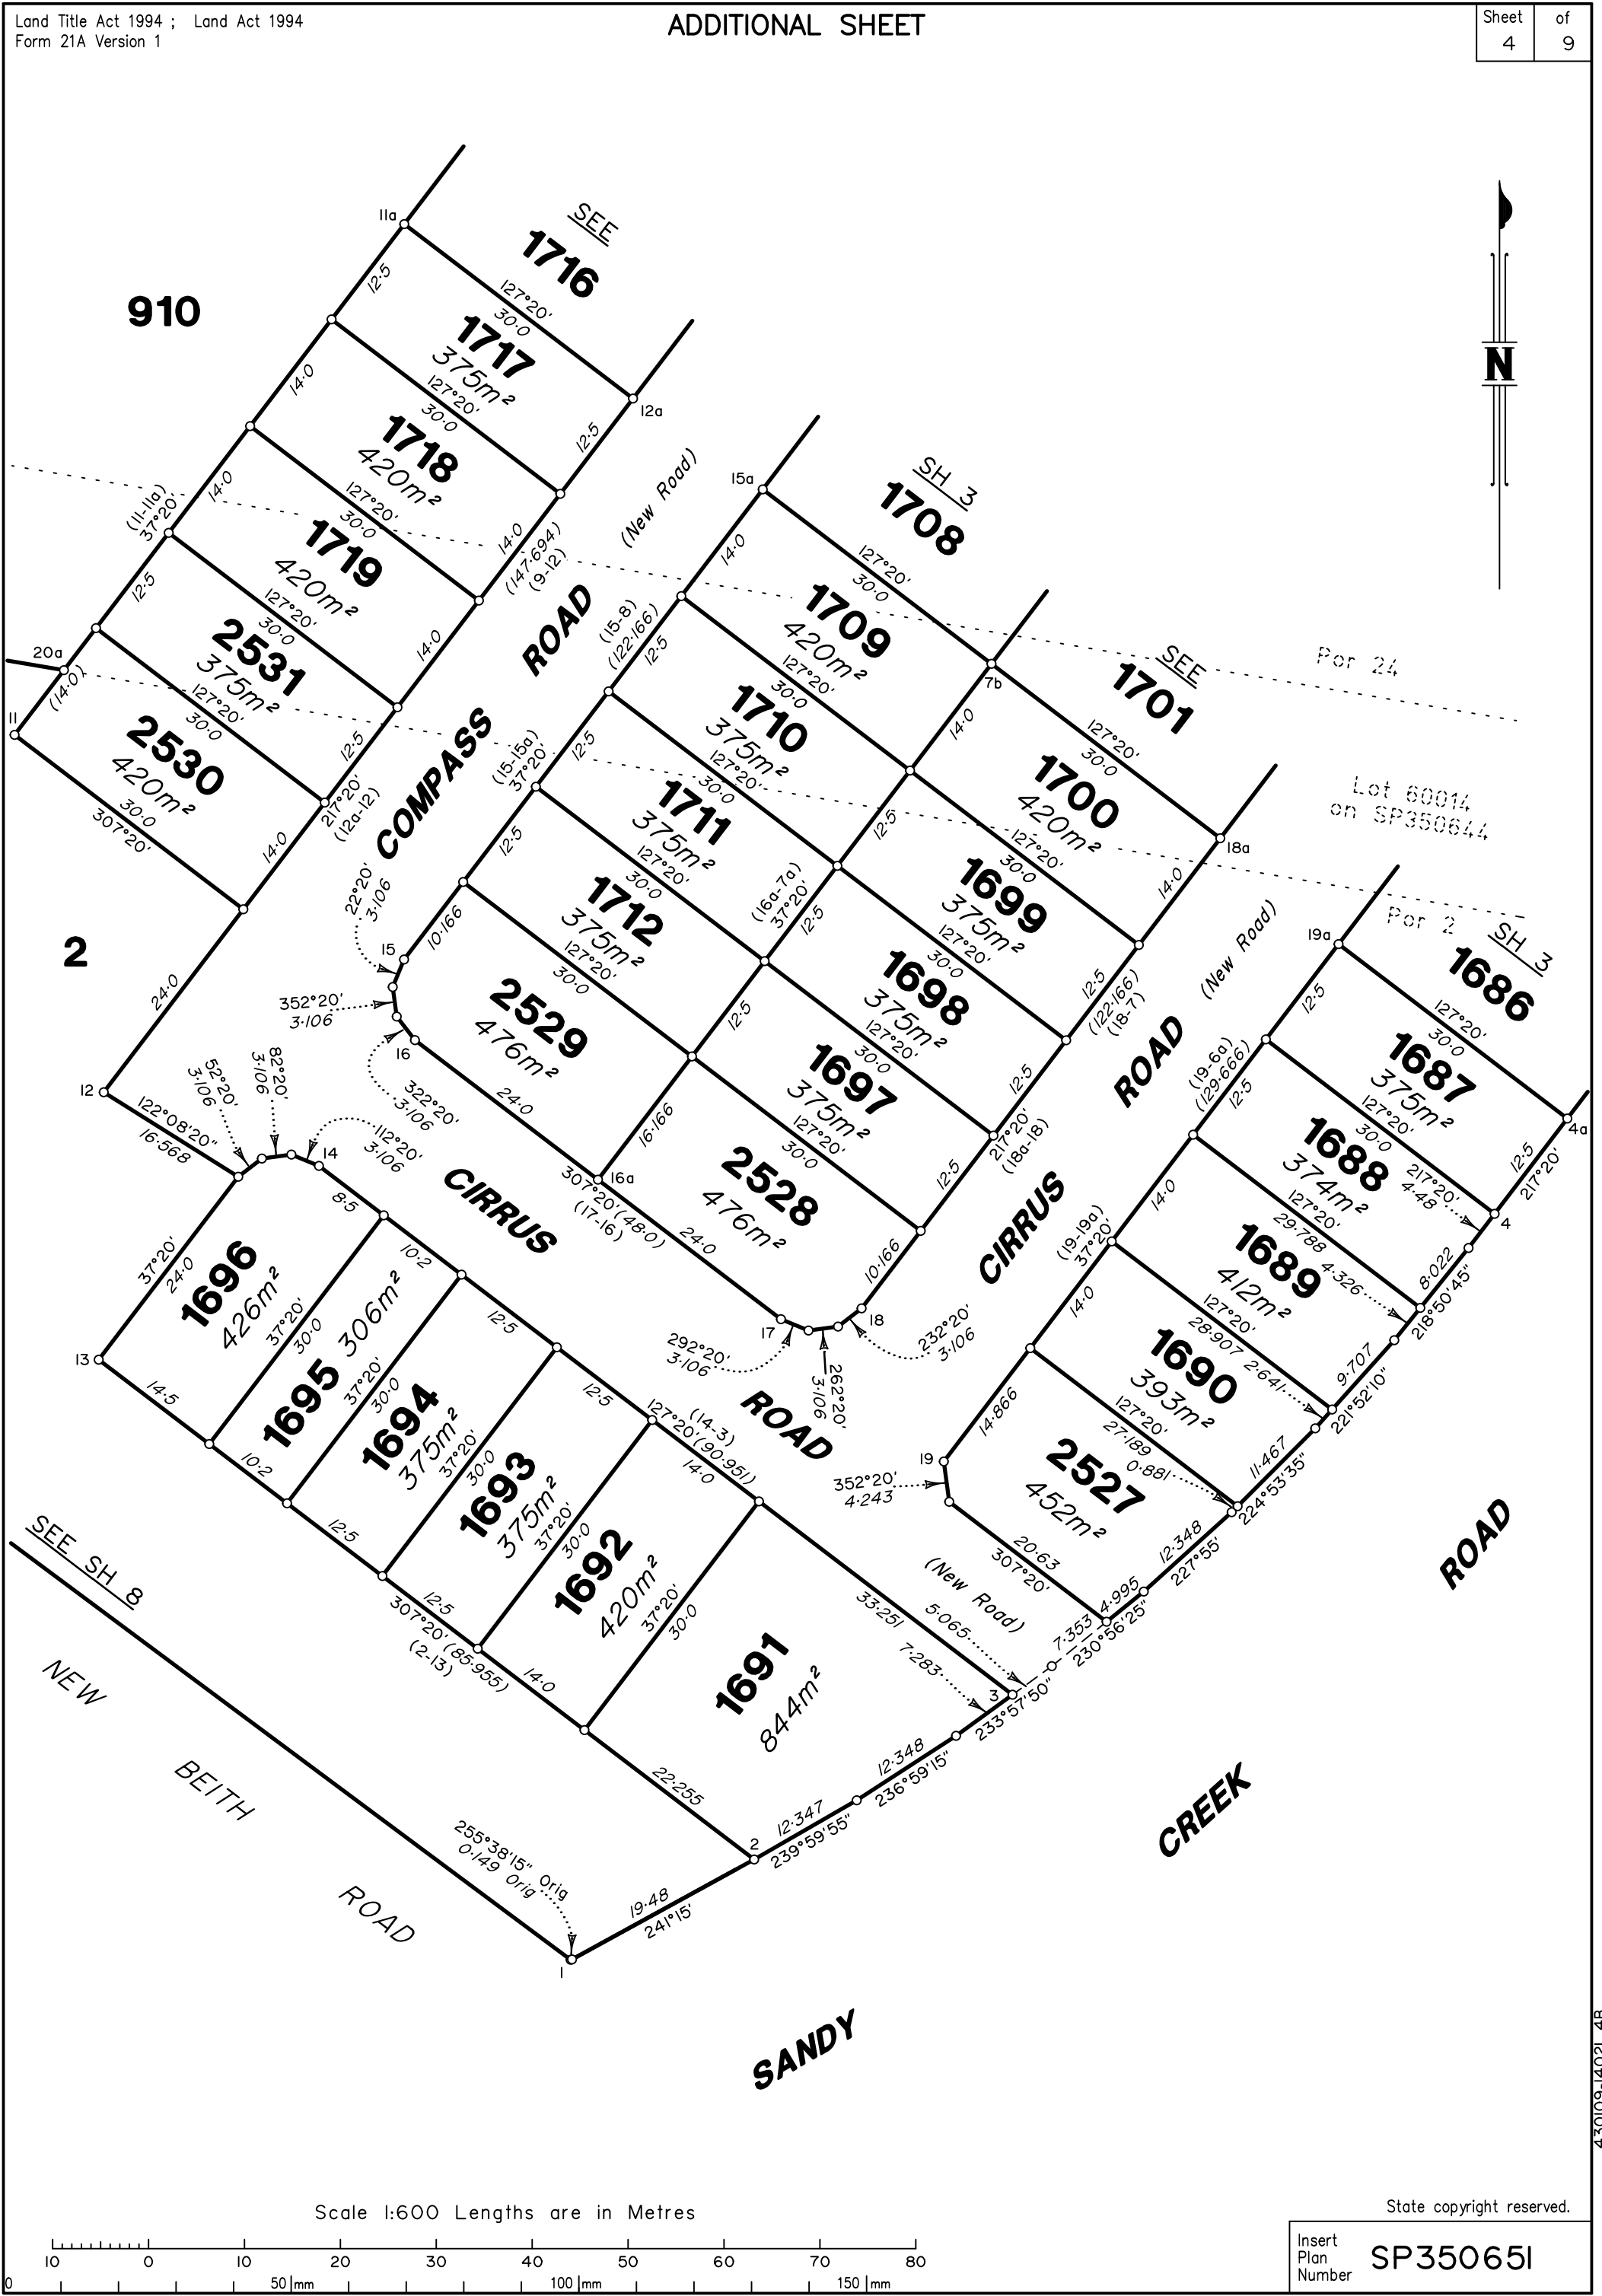 Land Title Act 1994 ; Land Act 1994
Form 21A Version 1
ADDITIONAL SHEET
Sheet of
4 9
N
910
2
11a
SEE
1716
127°20'
30·0
12·5
1717
375m²
12·5
12a
127°20'
30·0
14·0
1718
420m²
14·0
(147·694)
(9-12)
127°20'
30·0
(11-11a)
37°20'
14·0
1719
420m²
14·0
127°20'
30·0
12·5
2531
375m²
12·5
20a
(14·0)
127°20'
30·0
11
2530
420m²
217°20'
(12a-12)
14·0
30·0
307°20'
24·0
12
(New Road)
COMPASS ROAD
15a
SH 3
1708
127°20'
30·0
14·0
1709
420m²
7b
(15-8)
(122·166)
12·5
127°20'
30·0
14·0
1710
375m²
(15-15a)
37°20'
12·5
127°20'
30·0
12·5
1711
375m²
12·5
127°20'
30·0
(16a-7a)
37°20'
12·5
1712
375m²
22°20'
3·106
10·166
127°20'
30·0
12·5
15
2529
476m²
352°20'
3·106
16
322°20'
3·106
24·0
16·166
16a
307°20' (48·0)
(17-16)
SEE
1701
Por 24
127°20'
30·0
1700
420m²
18a
Lot 60014
on SP350644
127°20'
30·0
14·0
1699
375m²
127°20'
30·0
12·5
(122·166)
(18-7)
1698
375m²
127°20'
30·0
12·5
217°20'
(18a-18)
1697
375m²
127°20'
30·0
12·5
2528
476m²
24·0
10·166
17
18
292°20'
3·106
262°20'
3·106
232°20'
3·106
(New Road)
CIRRUS ROAD
Por 2
19a
SH 3
1686
127°20'
30·0
12·5
1687
375m²
4a
12·5
217°20'
(19-6a)
(129·666)
12·5
127°20'
30·0
1688
374m²
217°20'
4·48
4
127°20'
29·788
8·022
218°50'45"
14·0
1689
412m²
4·326
(19-19a)
37°20'
127°20'
28·907
9·707
221°52'10"
14·0
1690
393m²
2·641
127°20'
27·189
11·467
224°53'35"
14·866
2527
452m²
0·881
19
352°20'
4·243
20·63
307°20'
12·348
227°55'
4·995
7·353
230°56'25"
122°08'20"
16·568
52°20'
3·106
82°20'
3·106
112°20'
3·106
14
CIRRUS ROAD
8·5
37°20'
24·0
1696
426m²
13
14·5
37°20'
30·0
10·2
1695
306m²
10·2
37°20'
30·0
12·5
1694
375m²
12·5
37°20'
30·0
12·5
1693
375m²
12·5
37°20'
30·0
(14-3)
127°20' (90·951)
14·0
1692
420m²
307°20' (85·955)
(2-13)
14·0
37°20'
30·0
33·251
1691
844m²
22·255
(New Road)
5·065
7·283
3
233°57'50"
12·348
236°59'15"
12·347
239°59'55"
2
19·48
241°15'
255°38'15" Orig
0·149 Orig
1
SEE SH 8
NEW BEITH ROAD
SANDY CREEK ROAD
430109-14021_4B
Scale 1:600 Lengths are in Metres
10 0 10 20 30 40 50 60 70 80
0 50 mm 100 mm 150 mm
State copyright reserved.
Insert
Plan
Number
SP350651